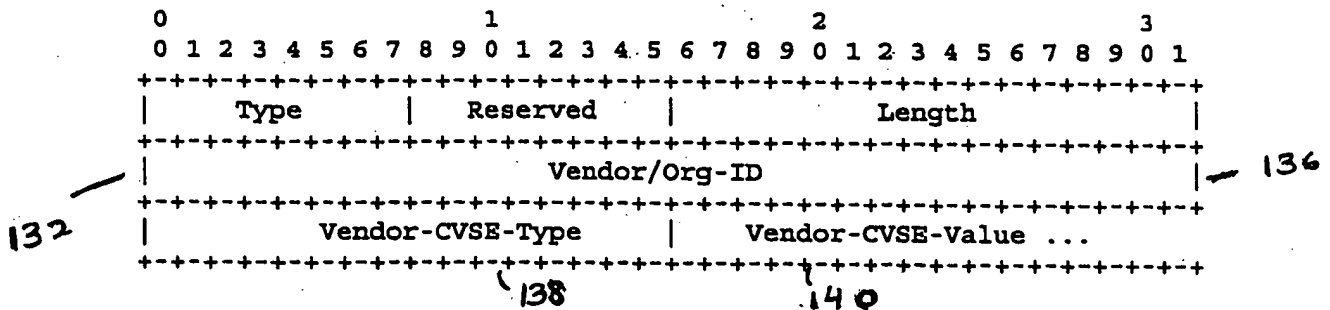 0 1 2 3
0 1 2 3 4 5 6 7 8 9 0 1 2 3 4 5 6 7 8 9 0 1 2 3 4 5 6 7 8 9 0 1
+-+-+-+-+-+-+-+-+-+-+-+-+-+-+-+-+-+-+-+-+-+-+-+-+-+-+-+-+-+-+-+-+
| Type | Reserved | Length |
+-+-+-+-+-+-+-+-+-+-+-+-+-+-+-+-+-+-+-+-+-+-+-+-+-+-+-+-+-+-+-+-+
| Vendor/Org-ID | 136
+-+-+-+-+-+-+-+-+-+-+-+-+-+-+-+-+-+-+-+-+-+-+-+-+-+-+-+-+-+-+-+-+
132 | Vendor-CVSE-Type | Vendor-CVSE-Value ...
+-+-+-+-+-+-+-+-+-+-+-+-+-+-+-+-+-+-+-+-+-+-+-+-+-+-+-+-+-+-+-+-+
138 140